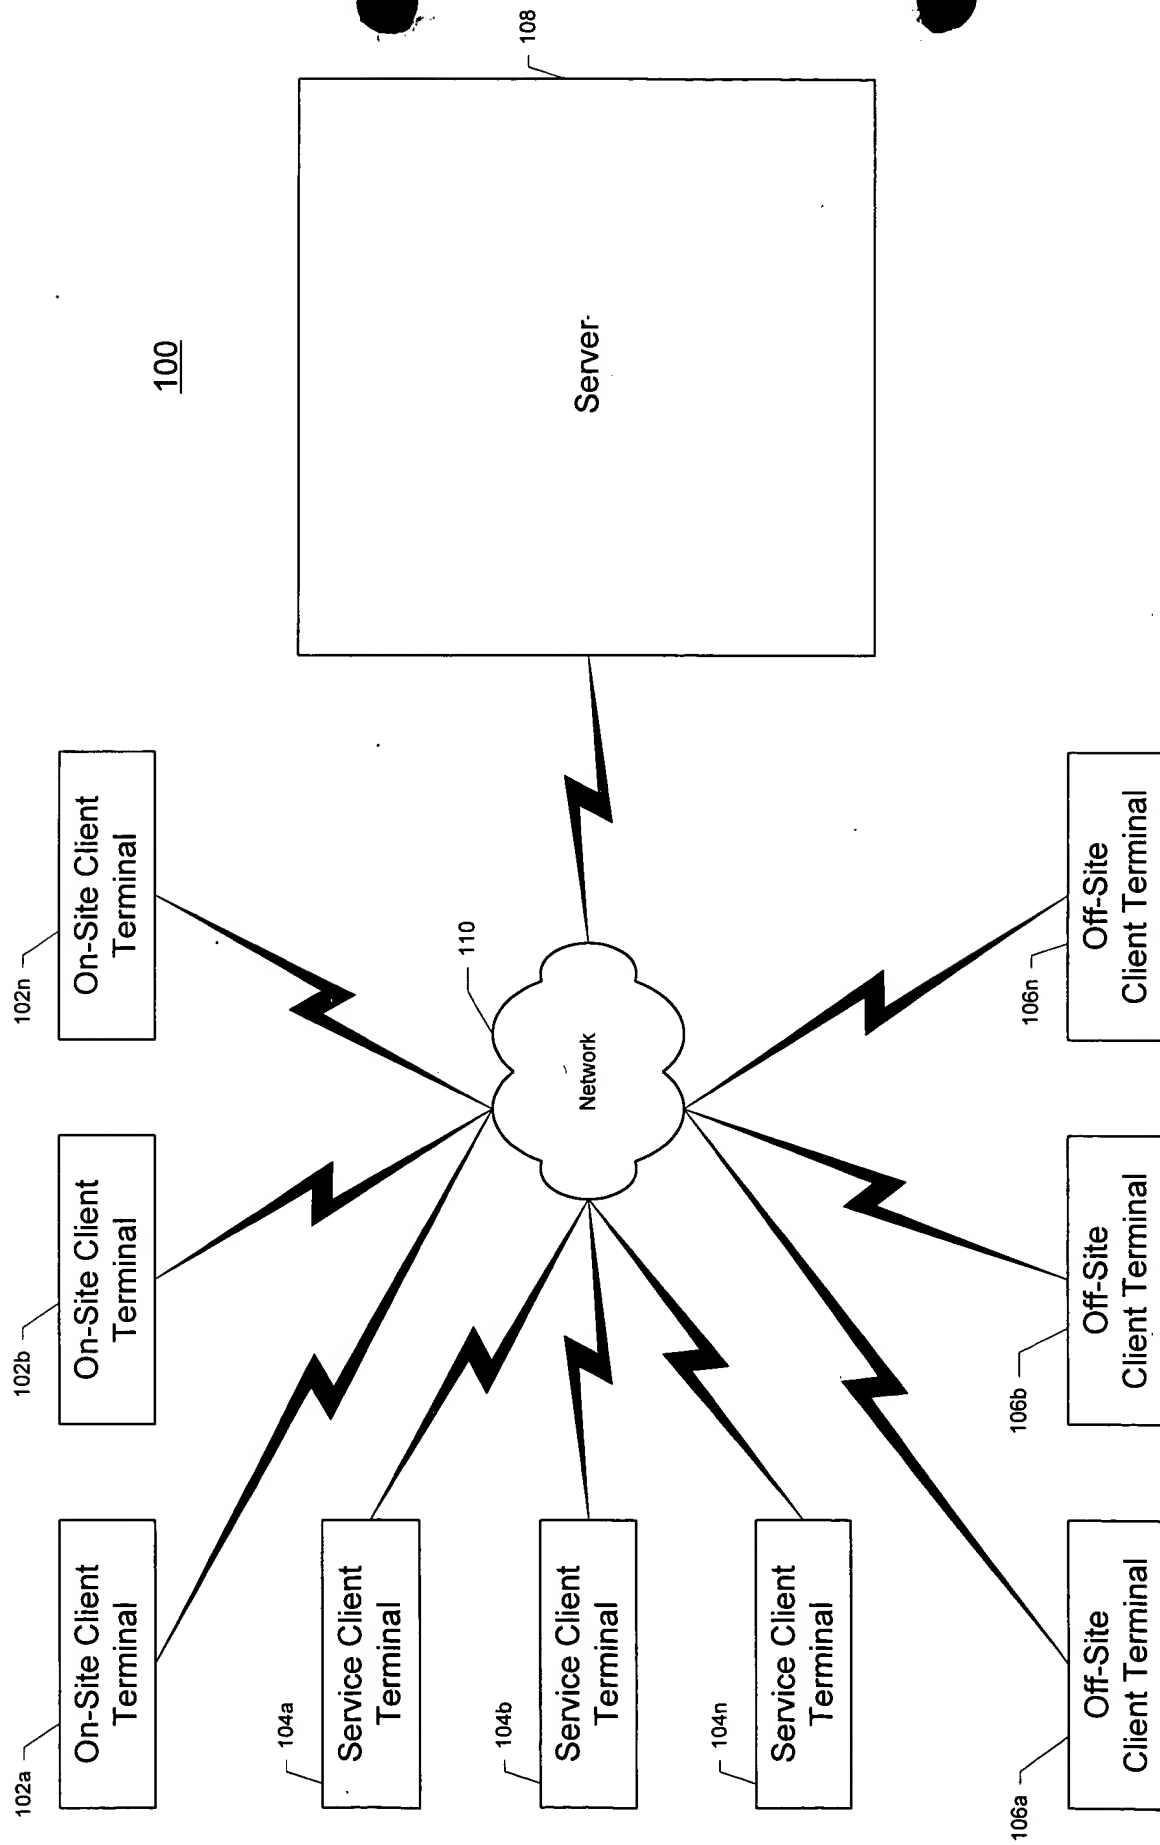 100
102a
On-Site Client
Terminal
102b
On-Site Client
Terminal
102n
On-Site Client
Terminal
104a
Service Client
Terminal
104b
Service Client
Terminal
104n
Service Client
Terminal
110
Network
108
Server
106a
Off-Site
Client Terminal
106b
Off-Site
Client Terminal
106n
Off-Site
Client Terminal